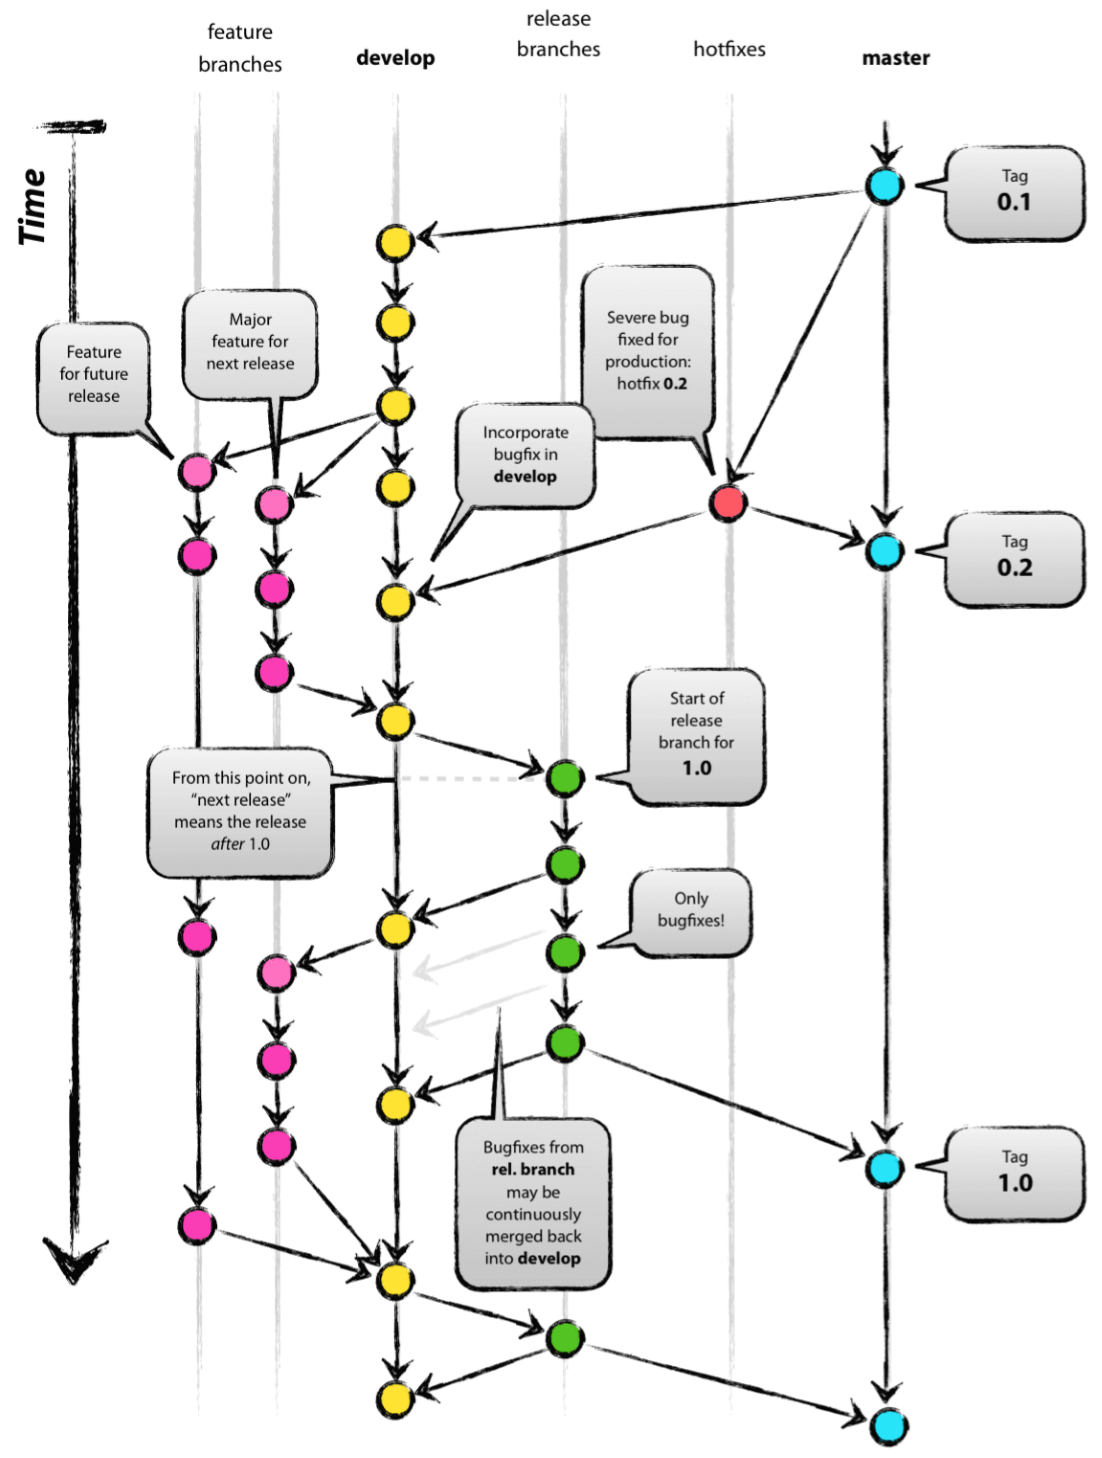 feature
branches
develop
release
branches
hotfixes
master
Time
Tag
0.1
Feature
for future
release
Major
feature for
next release
Severe bug
fixed for
production:
hotfix 0.2
Incorporate
bugfix in
develop
Tag
0.2
Start of
release
branch for
1.0
From this point on,
“next release”
means the release
after 1.0
Only
bugfixes!
Bugfixes from
rel. branch
may be
continuously
merged back
into develop
Tag
1.0